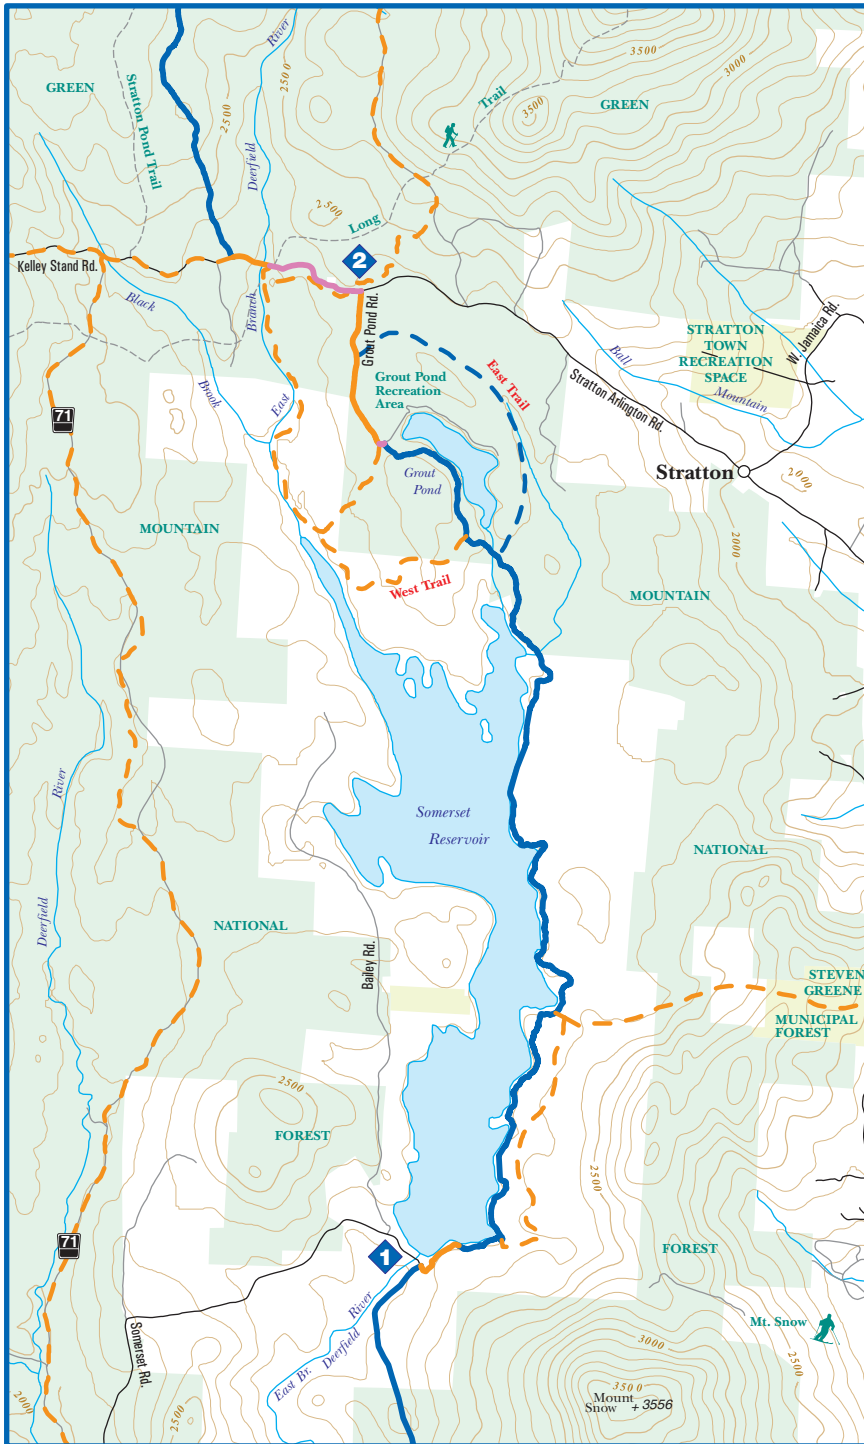 River
3500
3000
GREEN
Stratton Pond Trail
2500
2500
Trail
3500
GREEN
Deerfield
2500
Long
Kelley Stand Rd.
2
Black
Branch
Grout Pond Rd.
W. Jamaica Rd.
STRATTON
TOWN
RECREATION
SPACE
Ball
Mountain
East Trail
Grout Pond
Recreation
Area
Stratton Arlington Rd.
Brook
East
71
Grout
Pond
Stratton
2000
MOUNTAIN
2000
West Trail
MOUNTAIN
River
Somerset
Reservoir
NATIONAL
Deerfield
NATIONAL
Bailey Rd.
STEVEN
GREENE
MUNICIPAL
FOREST
2500
FOREST
2500
71
1
FOREST
River
Deerfield
East Br.
Somerset Rd.
Mt. Snow
3000
2500
2000
2500
3500
Mount
Snow + 3556